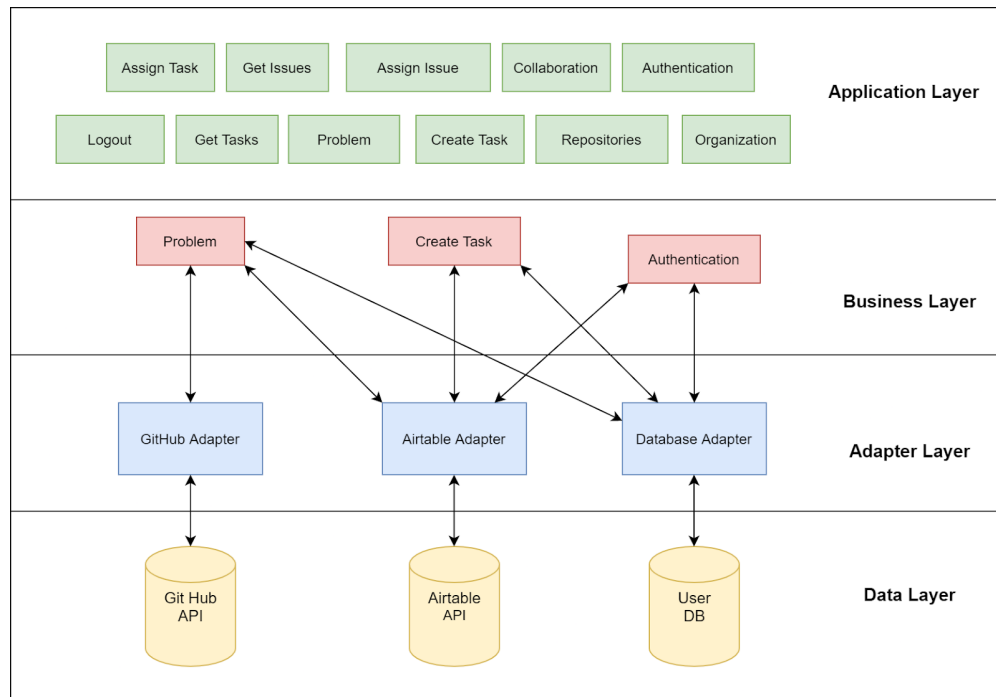 Assign Task
Get Issues
Assign Issue
Collaboration
Authentication
Application Layer
Logout
Get Tasks
Problem
Create Task
Repositories
Organization
Problem
Create Task
Authentication
Business Layer
GitHub Adapter
Airtable Adapter
Database Adapter
Adapter Layer
Git Hub
API
Airtable
API
User
DB
Data Layer